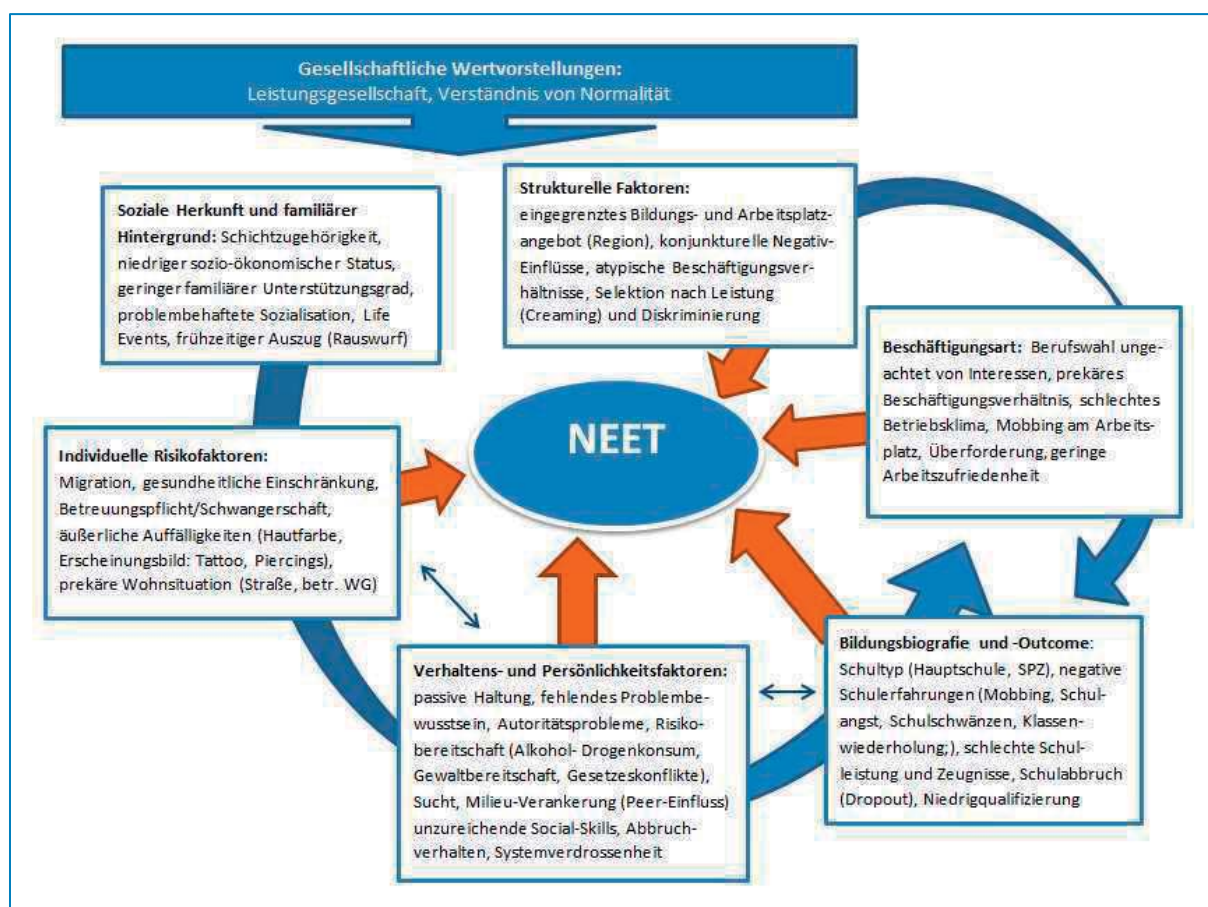 Gesellschaftliche Wertvorstellungen:
Leistungsgesellschaft, Verständnis von Normalität
Soziale Herkunft und familiärer
Hintergrund: Schichtzugehörigkeit,
niedriger sozio-ökonomischer Status,
geringer familiärer Unterstützungsgrad,
problembehaftete Sozialisation, Life
Events, frühzeitiger Auszug (Rauswurf)
Strukturelle Faktoren:
eingegrenztes Bildungs- und Arbeitsplatz-
angebot (Region), konjunkturelle Negativ-
Einflüsse, atypische Beschäftigungsver-
hältnisse, Selektion nach Leistung
(Creaming) und Diskriminierung
Beschäftigungsart: Berufswahl unge-
achtet von Interessen, prekäres
Beschäftigungsverhältnis, schlechtes
Betriebsklima, Mobbing am Arbeits-
platz, Überforderung, geringe
Arbeitszufriedenheit
NEET
Individuelle Risikofaktoren:
Migration, gesundheitliche Einschränkung,
Betreuungspflicht/Schwangerschaft,
äußerliche Auffälligkeiten (Hautfarbe,
Erscheinungsbild: Tattoo, Piercings),
prekäre Wohnsituation (Straße, betr. WG)
Verhaltens- und Persönlichkeitsfaktoren:
passive Haltung, fehlendes Problembe-
wusstsein, Autoritätsprobleme, Risiko-
bereitschaft (Alkohol- Drogenkonsum,
Gewaltbereitschaft, Gesetzeskonflikte),
Sucht, Milieu-Verankerung (Peer-Einfluss)
unzureichende Social-Skills, Abbruch-
verhalten, Systemverdrossenheit
Bildungsbiografie und -Outcome:
Schultyp (Hauptschule, SPZ), negative
Schulerfahrungen (Mobbing, Schul-
angst, Schulschwänzen, Klassen-
wiederholung;), schlechte Schul-
leistung und Zeugnisse, Schulabbruch
(Dropout), Niedrigqualifizierung